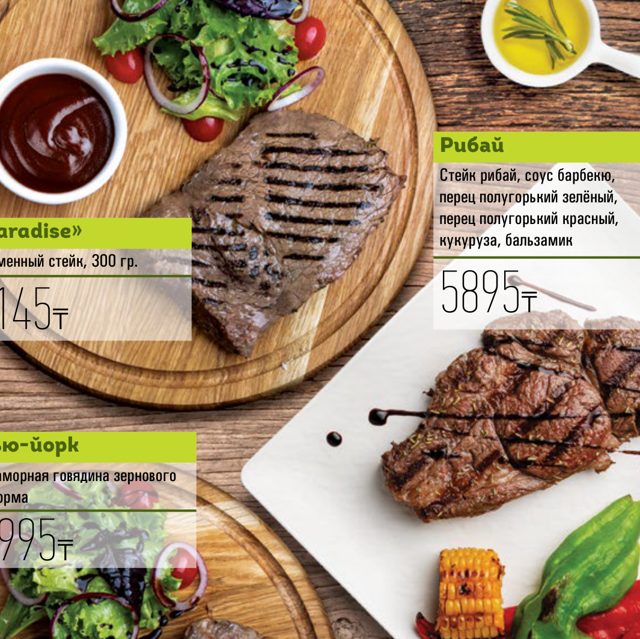 aradise»
менный стейк, 300 гр.
145₸
Рибай
Стейк рибай, соус барбекю,
перец полугорький зелёный,
перец полугорький красный,
кукуруза, бальзамик
5895₸
ью-йорк
аморная говядина зернового
орма
995₸